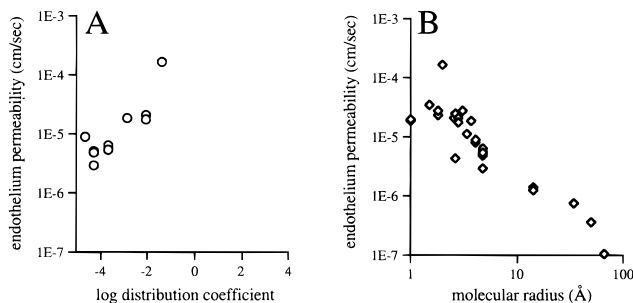 A
endothelium permeability (cm/sec)
1E-3
1E-4
1E-5
1E-6
1E-7
-4 -2 0 2 4
log distribution coefficient
B
endothelium permeability (cm/sec)
1E-3
1E-4
1E-5
1E-6
1E-7
1 10 100
molecular radius (Å)